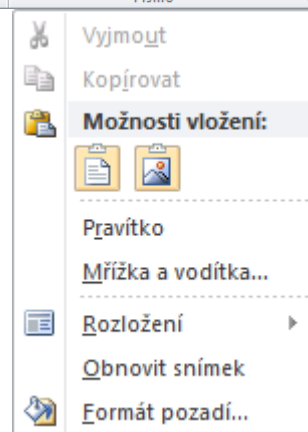 Vyjmout
Kopírovat
Možnosti vložení:
Pravítko
Mřížka a vodítka...
Rozložení
Obnovit snímek
Formát pozadí...